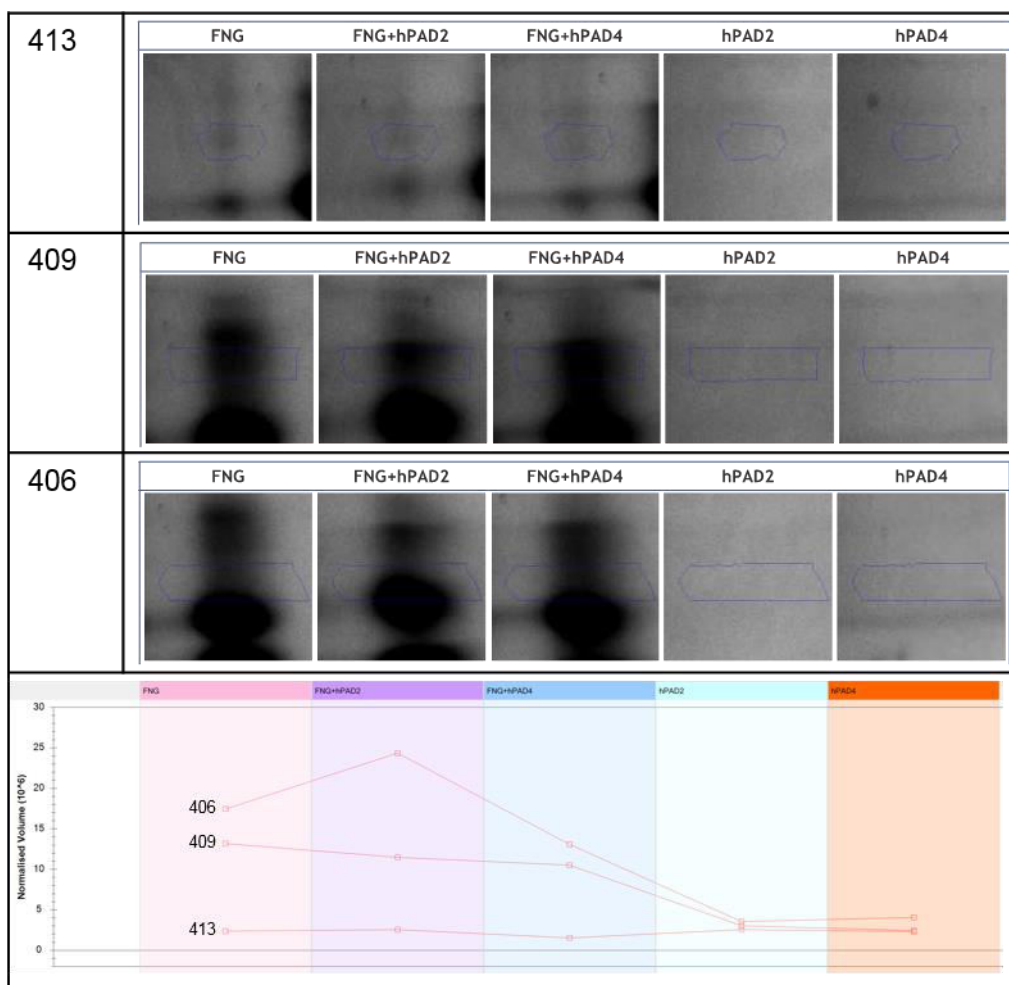 413
FNG FNG+hPAD2 FNG+hPAD4 hPAD2 hPAD4
409
FNG FNG+hPAD2 FNG+hPAD4 hPAD2 hPAD4
406
FNG FNG+hPAD2 FNG+hPAD4 hPAD2 hPAD4
FNG FNG+hPAD2 FNG+hPAD4 hPAD2 hPAD4
Normalised Volume (10^6)
30
25
20
15
10
5
0
406
409
413